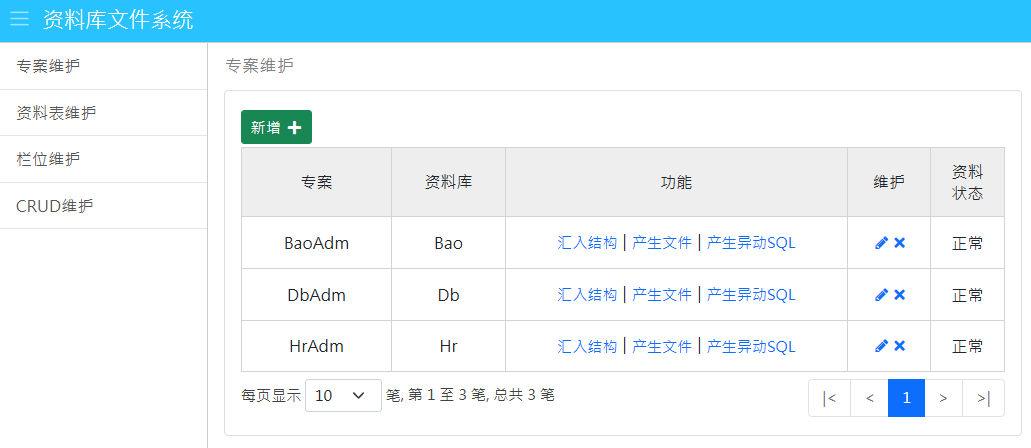 资料库文件系统
专案维护
资料表维护
栏位维护
CRUD维护
专案维护
新增
专案 资料库 功能 维护 资料
状态
BaoAdm Bao 汇入结构 | 产生文件 | 产生异动SQL 正常
DbAdm Db 汇入结构 | 产生文件 | 产生异动SQL 正常
HrAdm Hr 汇入结构 | 产生文件 | 产生异动SQL 正常
每页显示 10 笔, 第 1 至 3 笔, 总共 3 笔 |< < 1 > >|